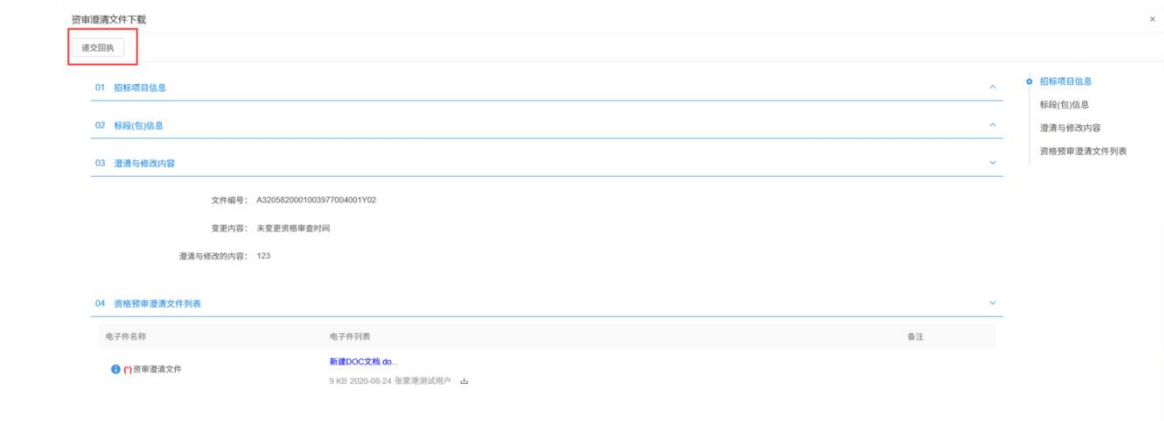 资审澄清文件下载
×
递交回执
01 招标项目信息
02 标段(包)信息
03 澄清与修改内容
文件编号： A3205820001003977004001Y02
变更内容： 未变更资格审查时间
澄清与修改的内容： 123
04 资格预审澄清文件列表
电子件名称 电子件列表 备注
(*)资审澄清文件
新建DOC文档.do...
9 KB 2020-08-24 张家港测试用户
招标项目信息
标段(包)信息
澄清与修改内容
资格预审澄清文件列表